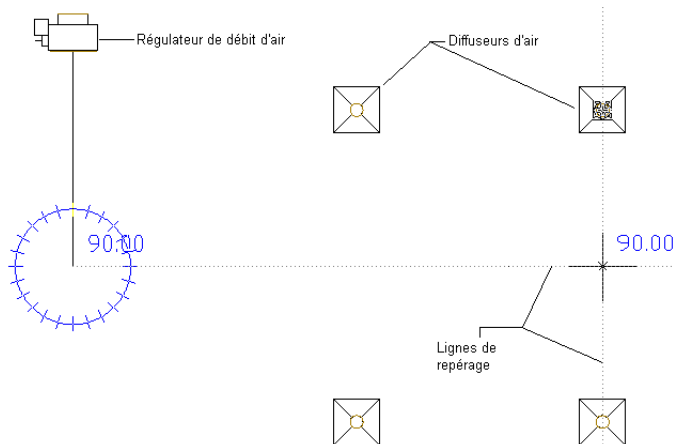 Régulateur de débit d'air
Diffuseurs d'air
90.00
90.00
Lignes de
repérage